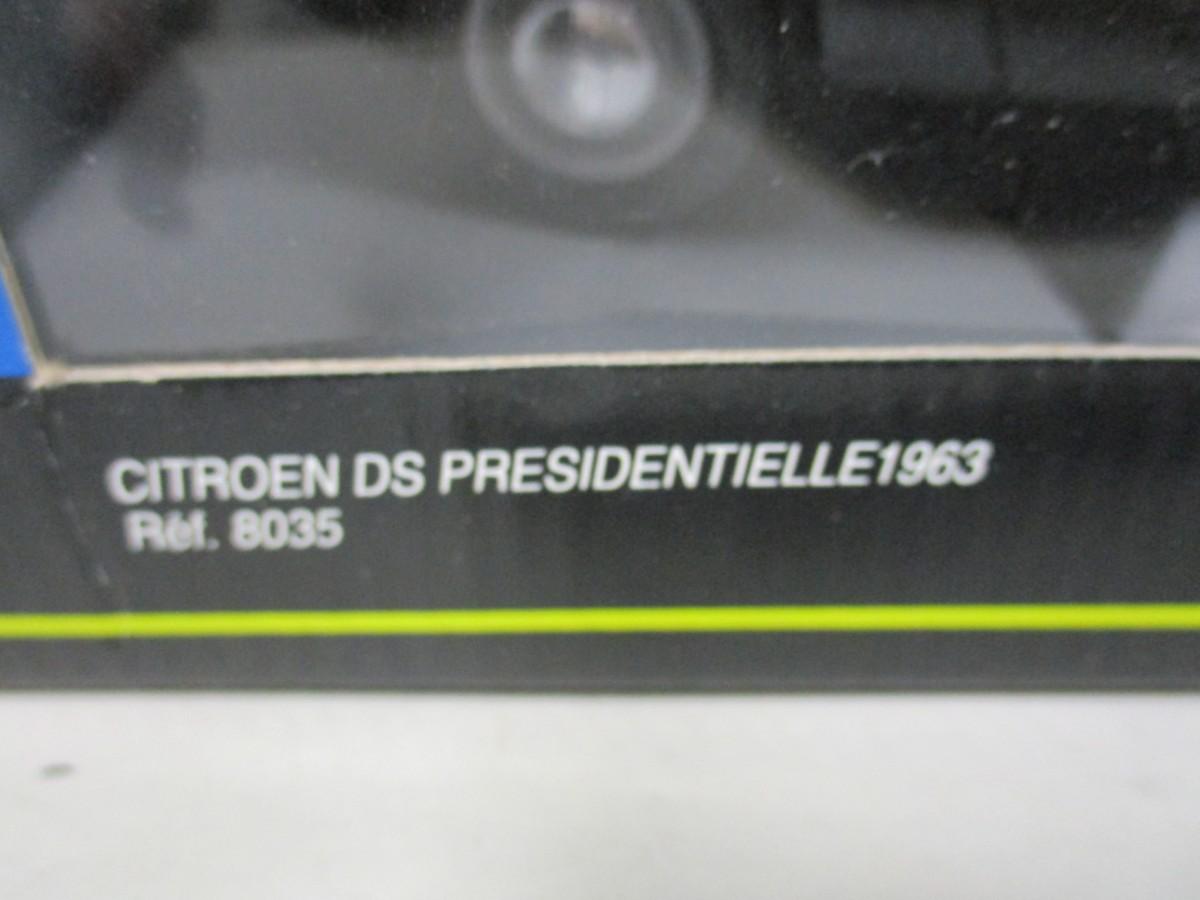 CITROEN DS PRESIDENTIELLE1963
Réf. 8035